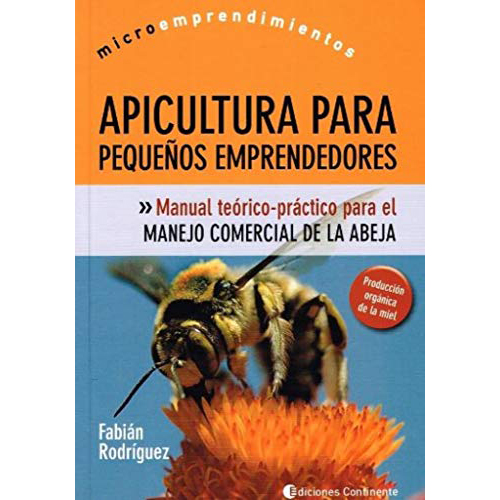 microemprendimientos
APICULTURA PARA
PEQUEÑOS EMPRENDEDORES
» Manual teórico-práctico para el
MANEJO COMERCIAL DE LA ABEJA
Producción
orgánica
de la miel
Fabián
Rodríguez
Ediciones Continente